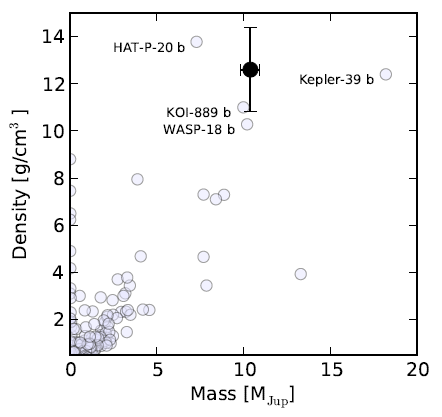 14
12
10
8
6
4
2
Density [g/cm³ ]
HAT-P-20 b
Kepler-39 b
KOI-889 b
WASP-18 b
0 5 10 15 20
Mass [M_Jup]